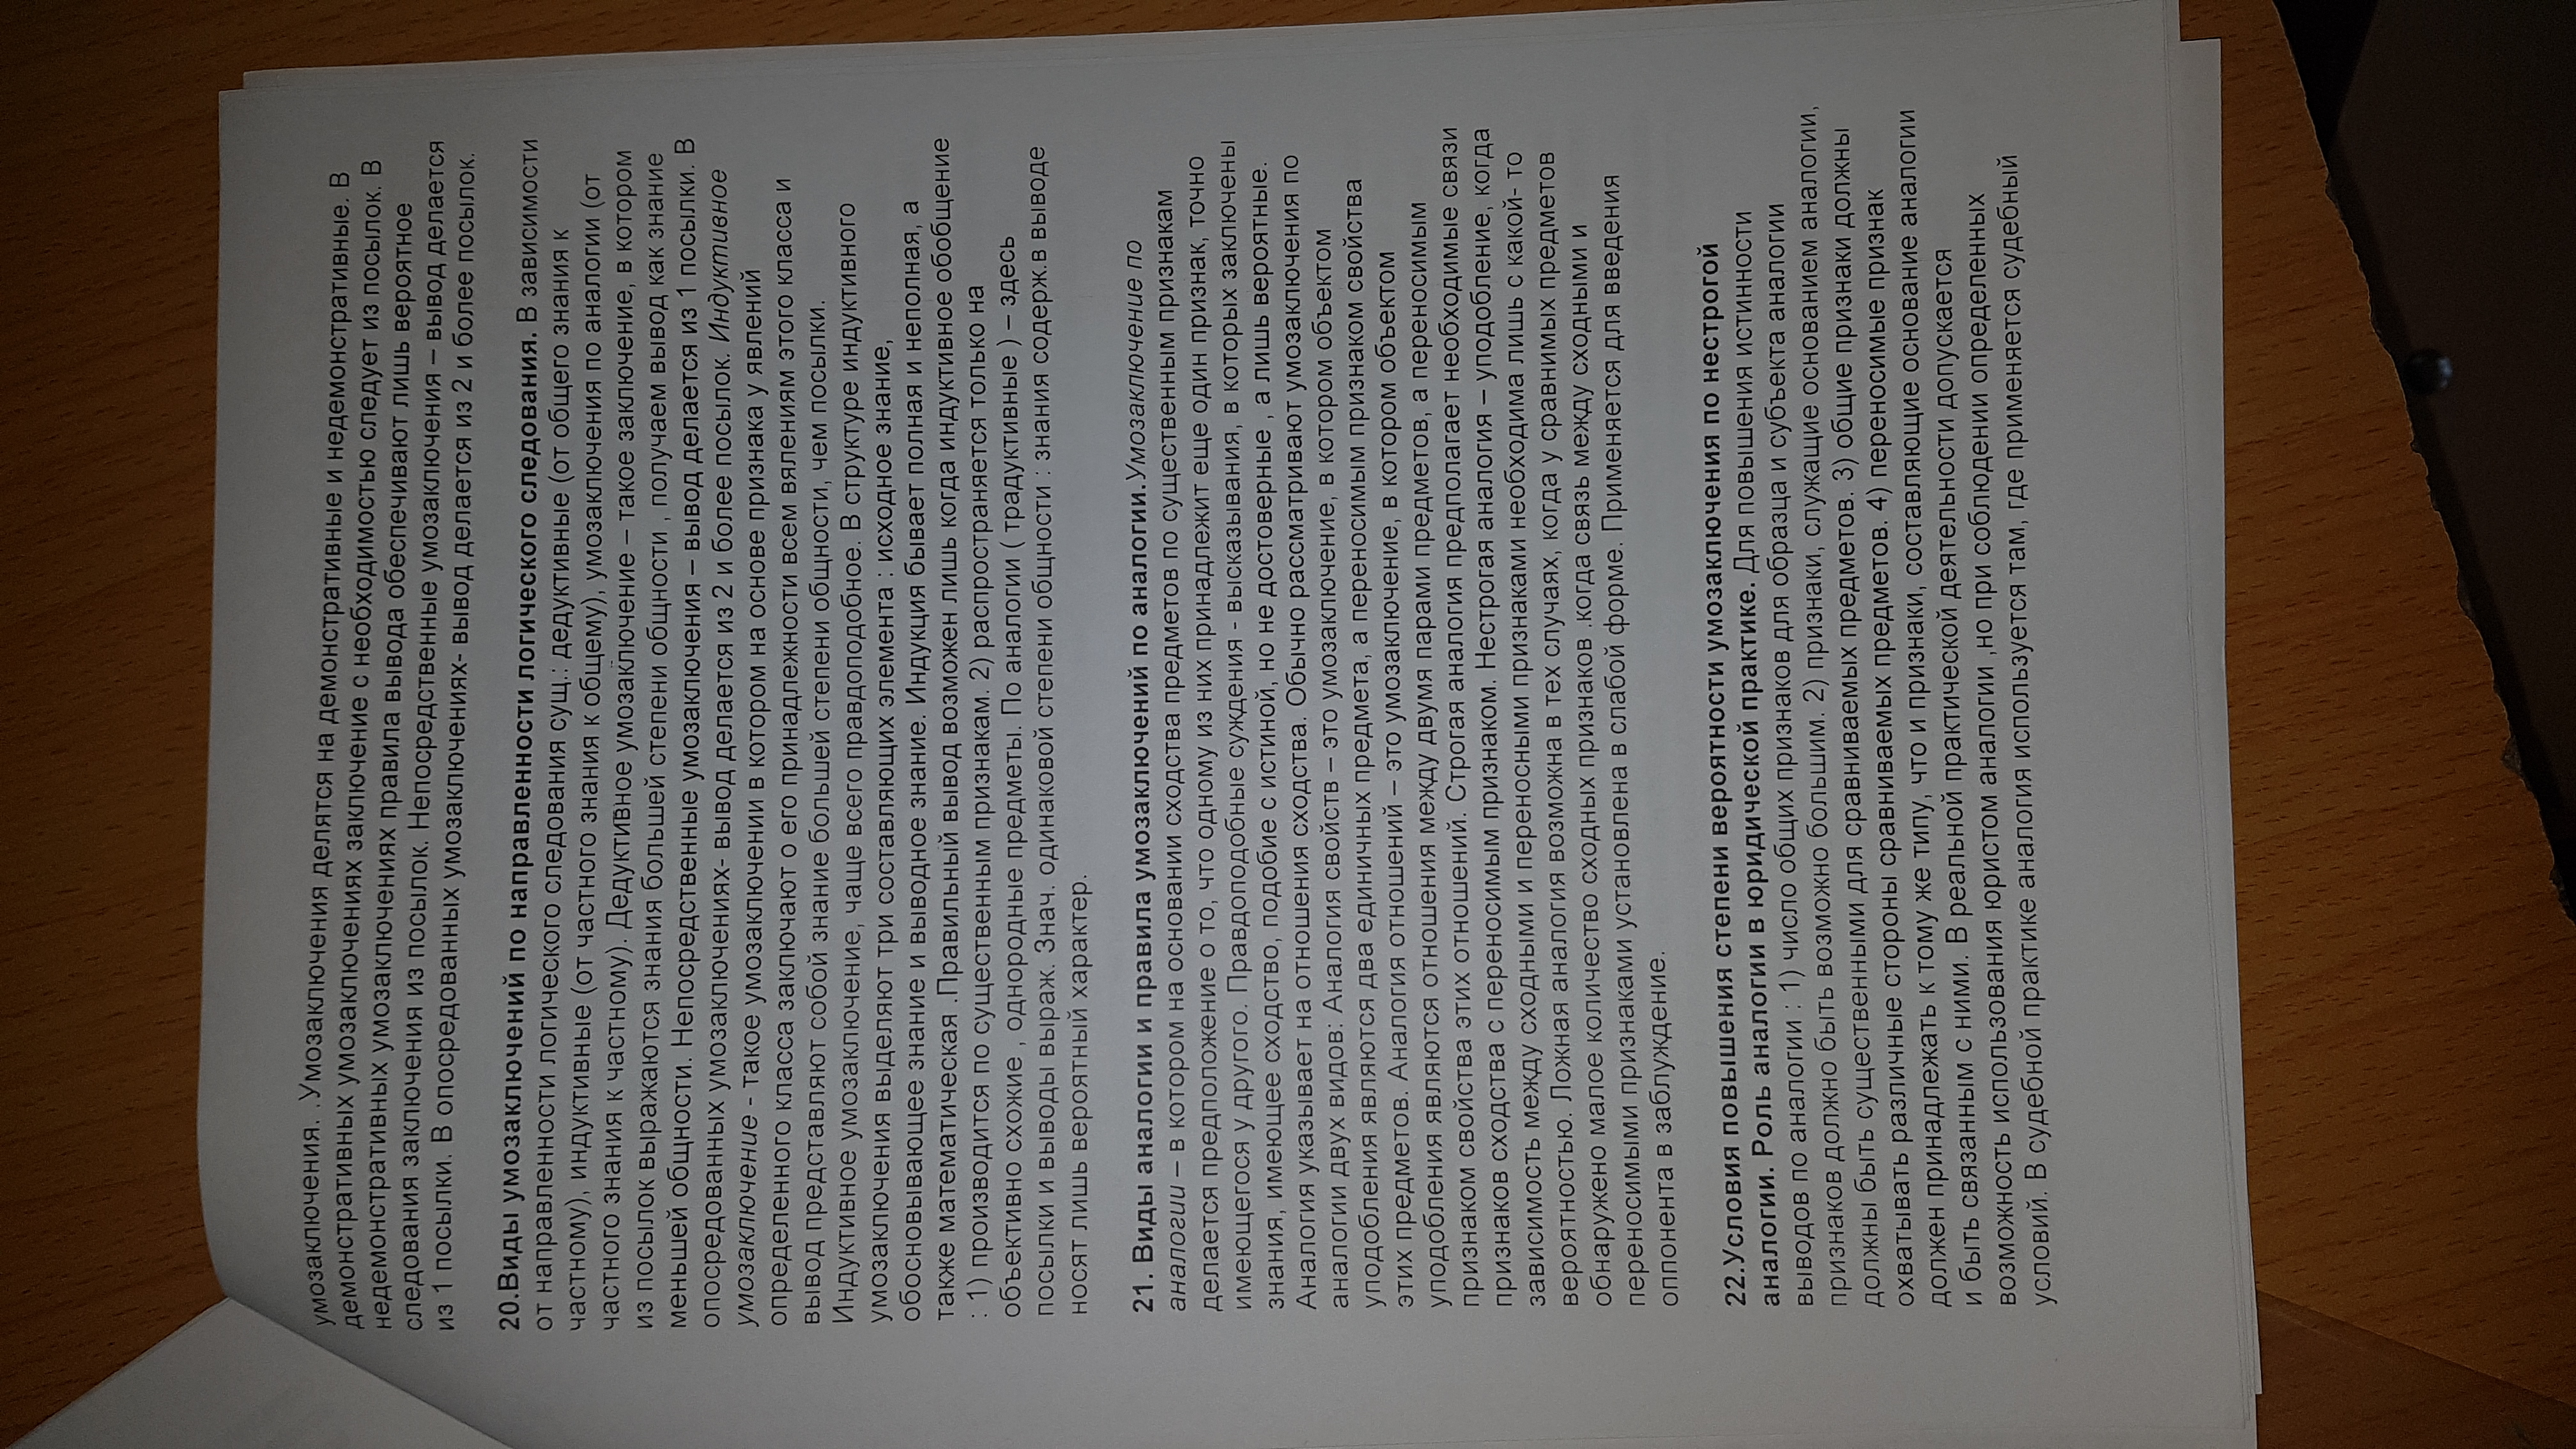 умозаключения. .Умозаключения делятся на демонстративные и недемонстративные. В
демонстративных умозаключениях заключение с необходимостью следует из посылок. В
недемонстративных умозаключениях правила вывода обеспечивают лишь вероятное
следования заключения из посылок. Непосредственные умозаключения – вывод делается
из 1 посылки. В опосредованных умозаключениях- вывод делается из 2 и более посылок.
20.Виды умозаключений по направленности логического следования. В зависимости
от направленности логического следования сущ.: дедуктивные (от общего знания к
частному), индуктивные (от частного знания к общему), умозаключения по аналогии (от
частного знания к частному). Дедуктивное умозаключение – такое заключение, в котором
из посылок выражаются знания большей степени общности , получаем вывод как знание
меньшей общности. Непосредственные умозаключения – вывод делается из 1 посылки. В
опосредованных умозаключениях- вывод делается из 2 и более посылок. Индуктивное
умозаключение - такое умозаключении в котором на основе признака у явлений
определенного класса заключают о его принадлежности всем вялениям этого класса и
вывод представляют собой знание большей степени общности, чем посылки.
Индуктивное умозаключение, чаще всего правдоподобное. В структуре индуктивного
умозаключения выделяют три составляющих элемента : исходное знание,
обосновывающее знание и выводное знание. Индукция бывает полная и неполная, а
также математическая .Правильный вывод возможен лишь когда индуктивное обобщение
: 1) производится по существенным признакам. 2) распространяется только на
объективно схожие , однородные предметы. По аналогии ( традуктивные ) – здесь
посылки и выводы выраж. Знач. одинаковой степени общности : знания содерж.в выводе
носят лишь вероятный характер.
21. Виды аналогии и правила умозаключений по аналогии.Умозаключение по
аналогии – в котором на основании сходства предметов по существенным признакам
делается предположение о то, что одному из них принадлежит еще один признак, точно
имеющегося у другого. Правдоподобные суждения - высказывания, в которых заключены
знания, имеющее сходство, подобие с истиной, но не достоверные , а лишь вероятные.
Аналогия указывает на отношения сходства. Обычно рассматривают умозаключения по
аналогии двух видов: Аналогия свойств – это умозаключение, в котором объектом
уподобления являются два единичных предмета, а переносимым признаком свойства
этих предметов. Аналогия отношений – это умозаключение, в котором объектом
уподобления являются отношения между двумя парами предметов, а переносимым
признаком свойства этих отношений. Строгая аналогия предполагает необходимые связи
признаков сходства с переносимым признаком. Нестрогая аналогия – уподобление, когда
зависимость между сходными и переносными признаками необходима лишь с какой- то
вероятностью. Ложная аналогия возможна в тех случаях, когда у сравнимых предметов
обнаружено малое количество сходных признаков .когда связь между сходными и
переносимыми признаками установлена в слабой форме. Применяется для введения
оппонента в заблуждение.
22.Условия повышения степени вероятности умозаключения по нестрогой
аналогии. Роль аналогии в юридической практике. Для повышения истинности
выводов по аналогии : 1) число общих признаков для образца и субъекта аналогии
признаков должно быть возможно большим. 2) признаки, служащие основанием аналогии,
должны быть существенными для сравниваемых предметов. 3) общие признаки должны
охватывать различные стороны сравниваемых предметов. 4) переносимые признак
должен принадлежать к тому же типу, что и признаки, составляющие основание аналогии
и быть связанным с ними. В реальной практической деятельности допускается
возможность использования юристом аналогии ,но при соблюдении определенных
условий. В судебной практике аналогия используется там, где применяется судебный